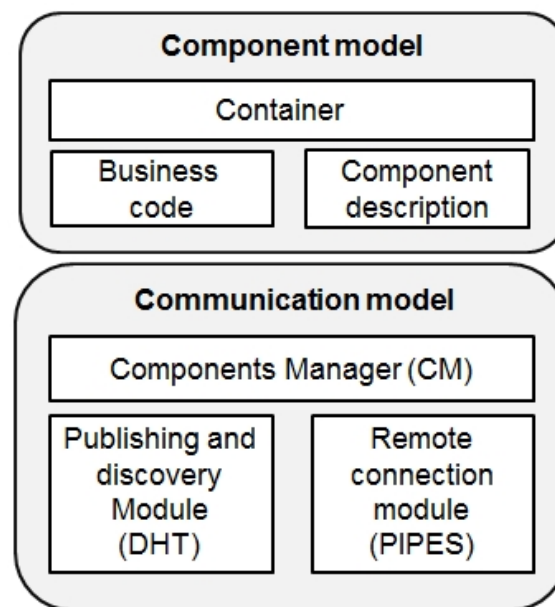 Component model
Container
Business
code
Component
description
Communication model
Components Manager (CM)
Publishing and
discovery
Module
(DHT)
Remote
connection
module
(PIPES)